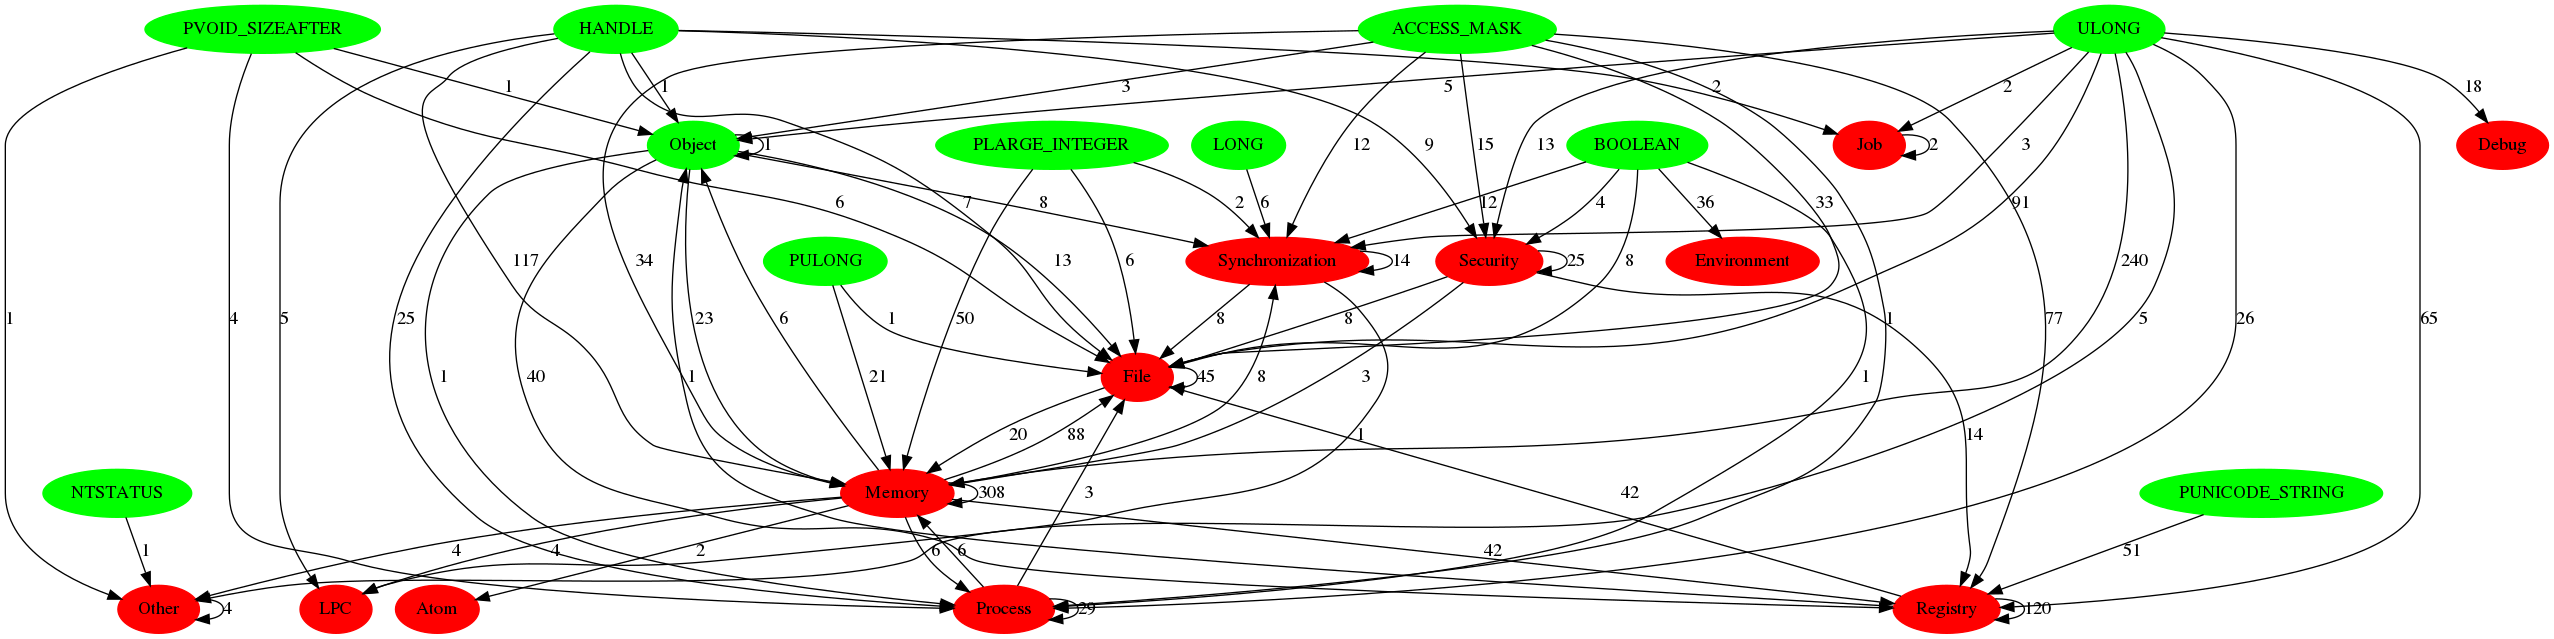 PVOID_SIZEAFTER HANDLE ACCESS_MASK ULONG
1 1 3 5 2 2 18
Object PLARGE_INTEGER LONG BOOLEAN Job Debug
1 12 9 15 13 2 3
6 7 8 2 6 12 4 36 33 91
PULONG Synchronization Security Environment
117 34 13 6 14 25 8 240
1 4 5 25 23 6 50 1 8 8 1 77 5 26 65
File
1 40 1 21 8 3 45 1
20 88 1 14
NTSTATUS Memory PUNICODE_STRING
308 3 42
1 4 4 2 6 6 42 51
Other LPC Atom Process Registry
4 29 120